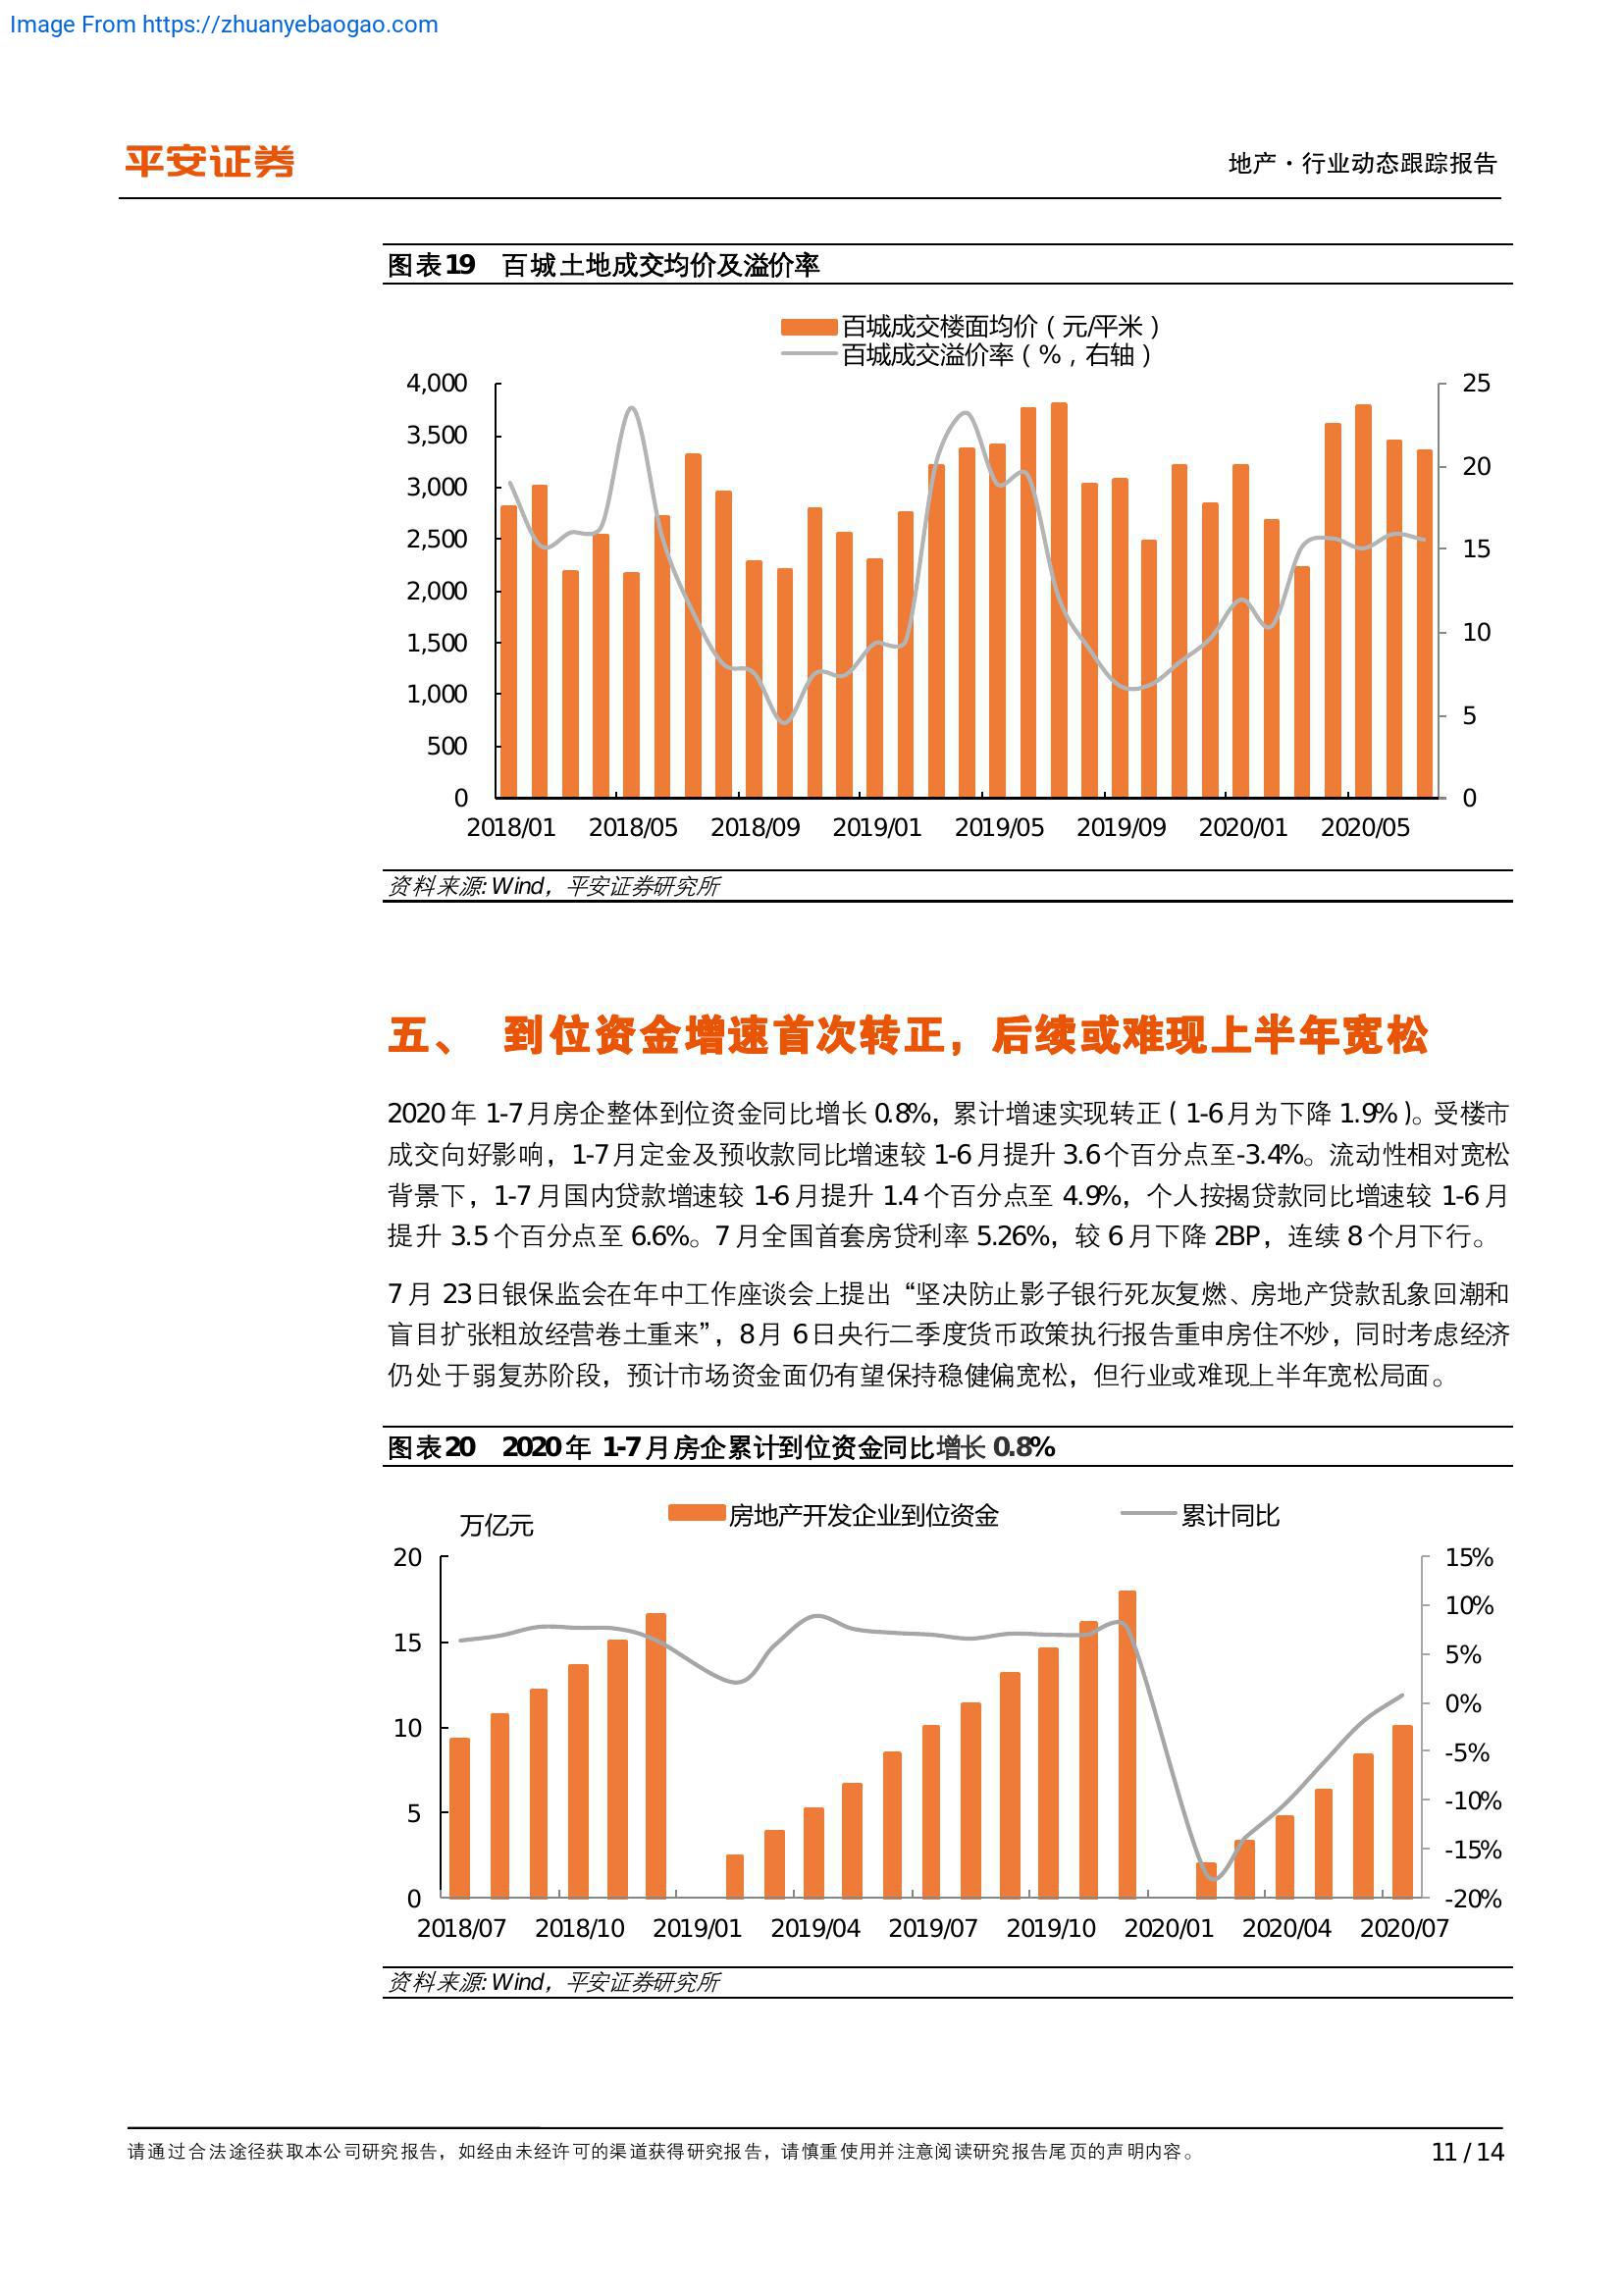 Image From https://zhuanyebaogao.com
平安证券
地产·行业动态跟踪报告
图表19 百城土地成交均价及溢价率
百城成交楼面均价（元/平米）
百城成交溢价率（%，右轴）
4,000
3,500
3,000
2,500
2,000
1,500
1,000
500
0
25
20
15
10
5
0
2018/01 2018/05 2018/09 2019/01 2019/05 2019/09 2020/01 2020/05
资料来源: Wind，平安证券研究所
五、 到位资金增速首次转正，后续或难现上半年宽松
2020 年 1-7 月房企整体到位资金同比增长 0.8%，累计增速实现转正（1-6 月为下降 1.9%）。受楼市
成交向好影响，1-7 月定金及预收款同比增速较 1-6 月提升 3.6 个百分点至-3.4%。流动性相对宽松
背景下，1-7 月国内贷款增速较 1-6 月提升 1.4 个百分点至 4.9%，个人按揭贷款同比增速较 1-6 月
提升 3.5 个百分点至 6.6%。7 月全国首套房贷利率 5.26%，较 6 月下降 2BP，连续 8 个月下行。
7 月 23 日银保监会在年中工作座谈会上提出“坚决防止影子银行死灰复燃、房地产贷款乱象回潮和
盲目扩张粗放经营卷土重来”，8 月 6 日央行二季度货币政策执行报告重申房住不炒，同时考虑经济
仍处于弱复苏阶段，预计市场资金面仍有望保持稳健偏宽松，但行业或难现上半年宽松局面。
图表20 2020 年 1-7 月房企累计到位资金同比增长 0.8%
万亿元
房地产开发企业到位资金
累计同比
20
15
10
5
0
15%
10%
5%
0%
-5%
-10%
-15%
-20%
2018/07 2018/10 2019/01 2019/04 2019/07 2019/10 2020/01 2020/04 2020/07
资料来源: Wind，平安证券研究所
请通过合法途径获取本公司研究报告，如经由未经许可的渠道获得研究报告，请慎重使用并注意阅读研究报告尾页的声明内容。
11 / 14